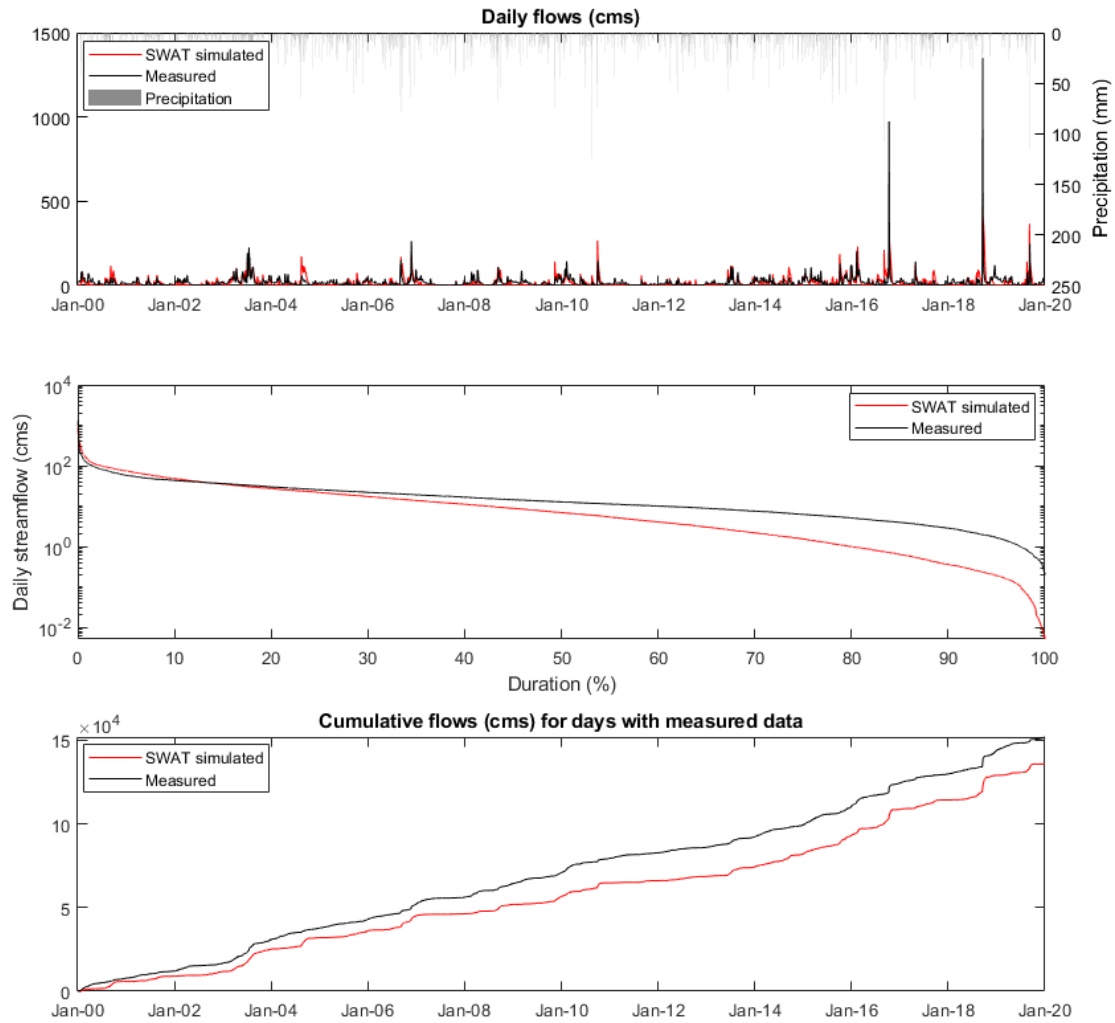 Daily flows (cms)
1500
1000
500
0
SWAT simulated
Measured
Precipitation
0
50
100
150
200
250
Precipitation (mm)
Jan-00 Jan-02 Jan-04 Jan-06 Jan-08 Jan-10 Jan-12 Jan-14 Jan-16 Jan-18 Jan-20
Daily streamflow (cms)
10^4
10^2
10^0
10^-2
SWAT simulated
Measured
0 10 20 30 40 50 60 70 80 90 100
Duration (%)
Cumulative flows (cms) for days with measured data
× 10^4
15
10
5
0
SWAT simulated
Measured
Jan-00 Jan-02 Jan-04 Jan-06 Jan-08 Jan-10 Jan-12 Jan-14 Jan-16 Jan-18 Jan-20